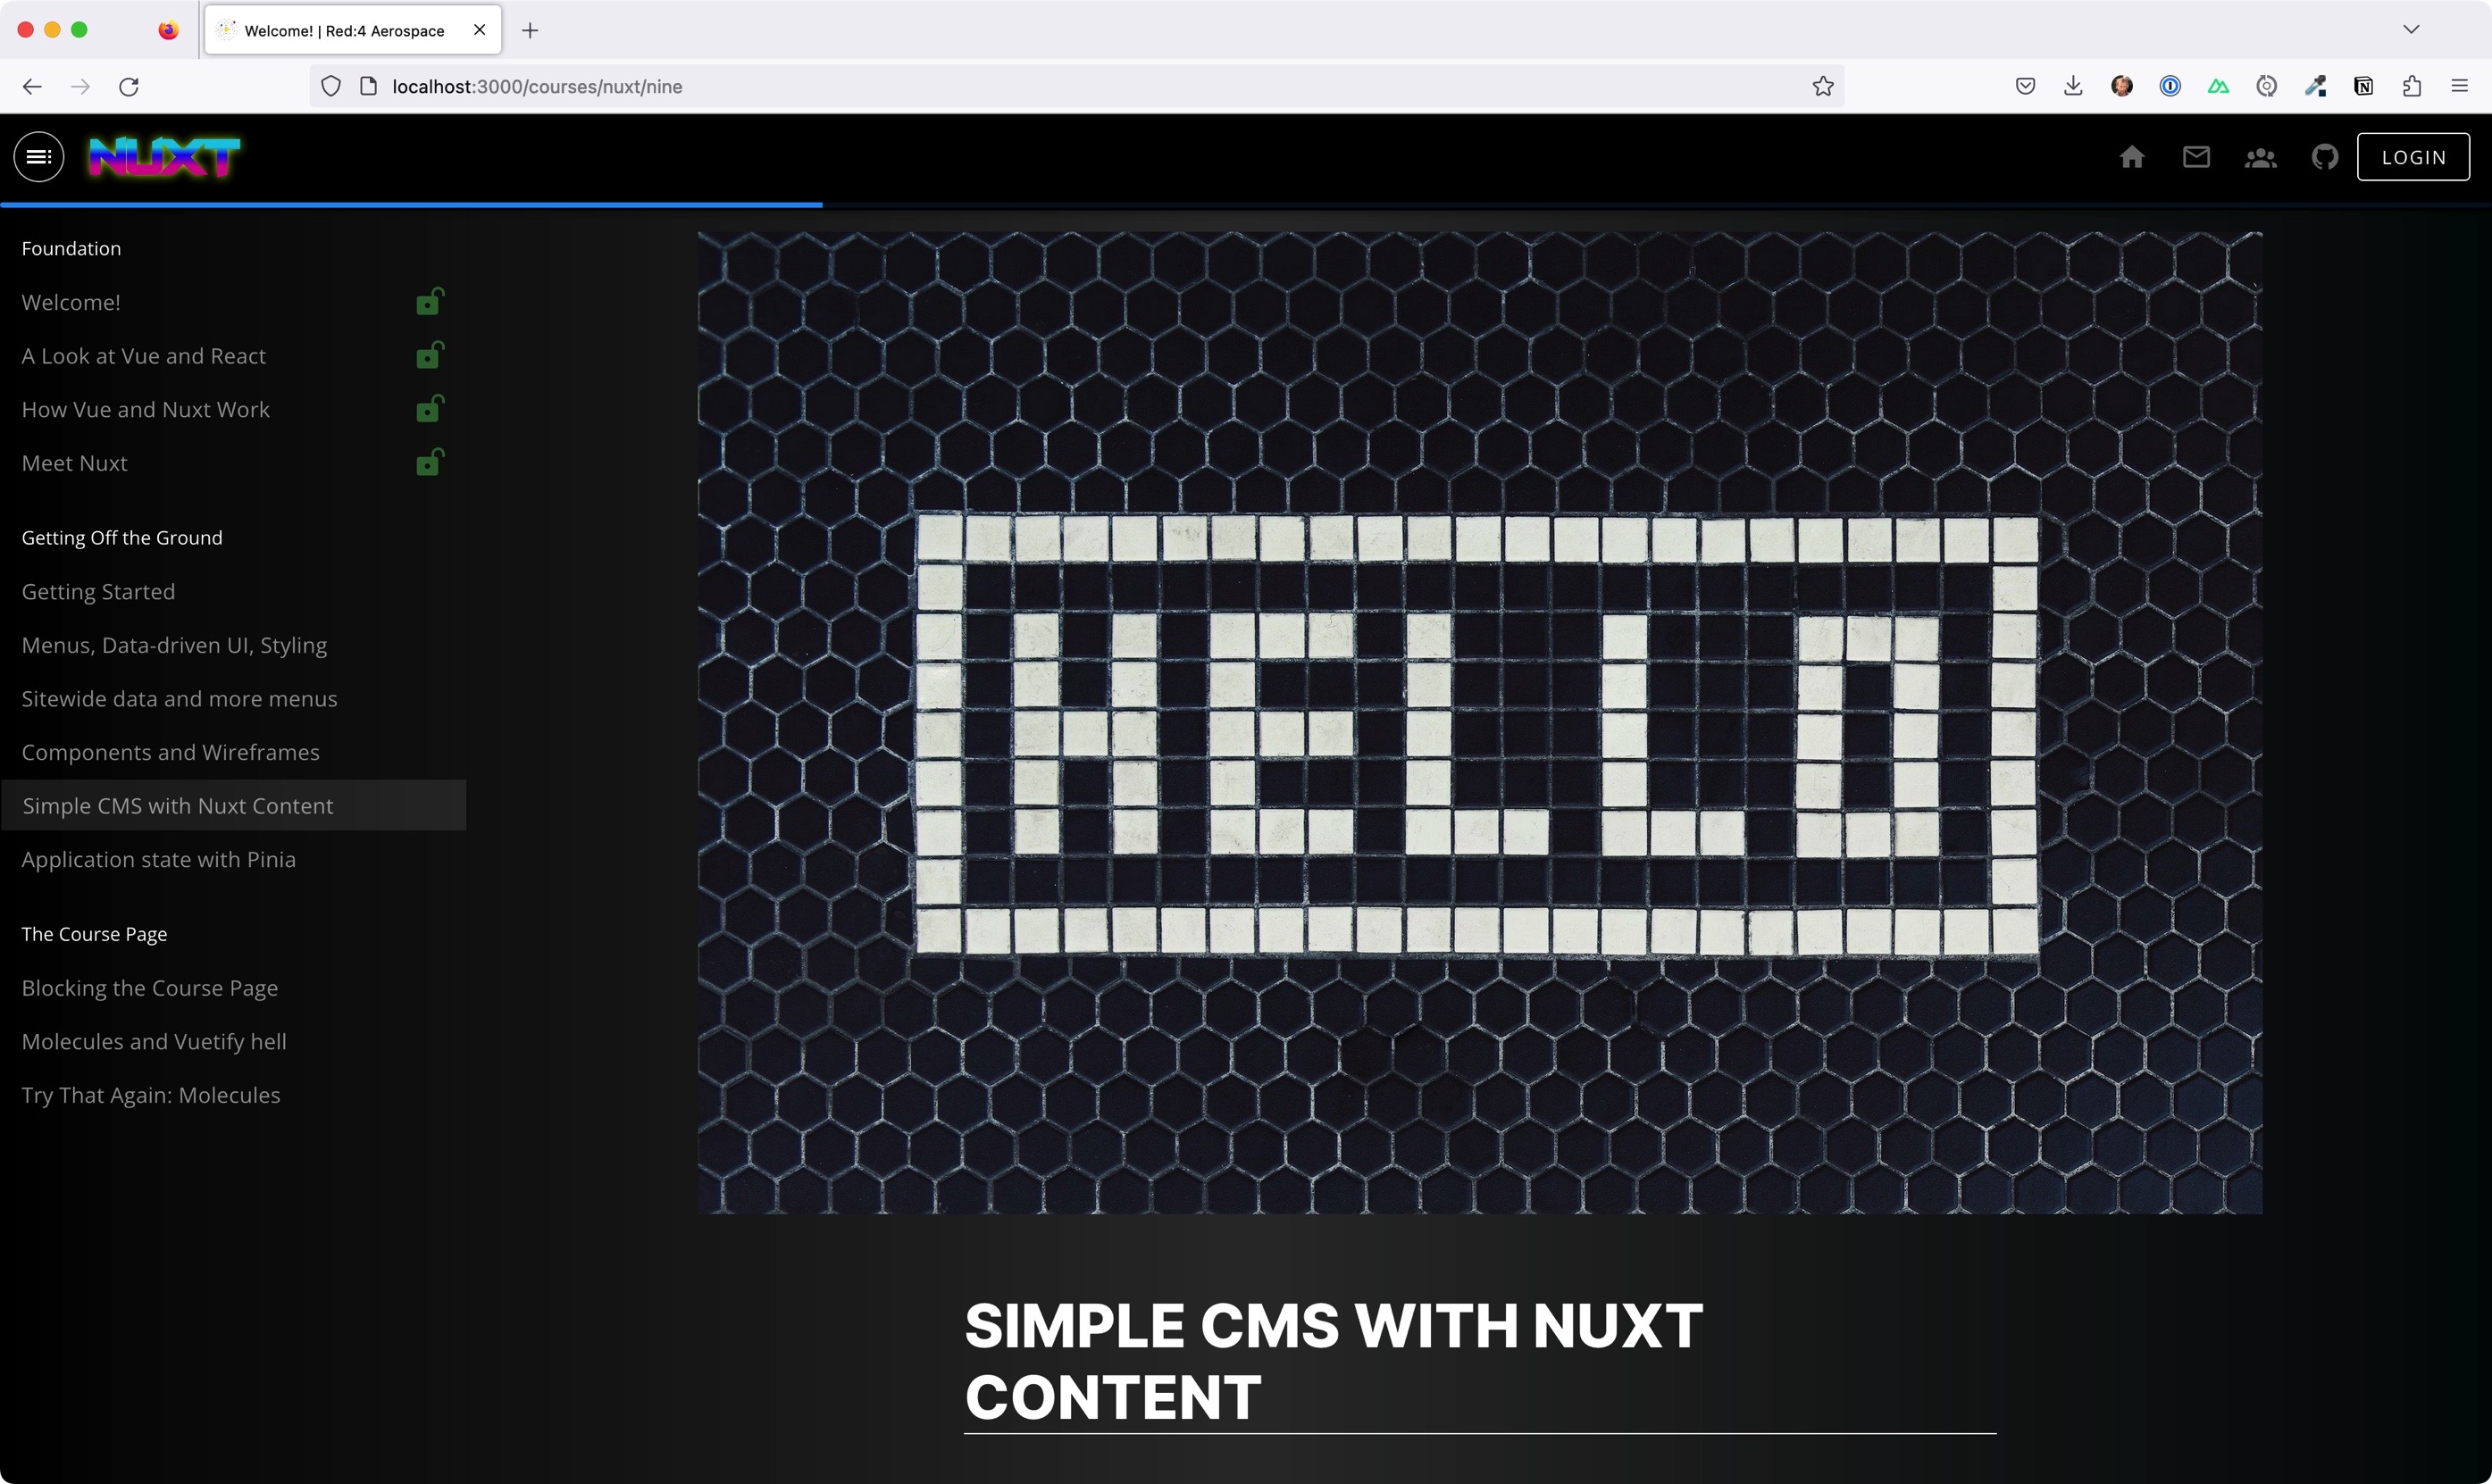 Welcome! | Red:4 Aerospace
localhost:3000/courses/nuxt/nine
NUXT
LOGIN
Foundation
Welcome!
A Look at Vue and React
How Vue and Nuxt Work
Meet Nuxt
Getting Off the Ground
Getting Started
Menus, Data-driven UI, Styling
Sitewide data and more menus
Components and Wireframes
Simple CMS with Nuxt Content
Application state with Pinia
The Course Page
Blocking the Course Page
Molecules and Vuetify hell
Try That Again: Molecules
HELLO
SIMPLE CMS WITH NUXT
CONTENT